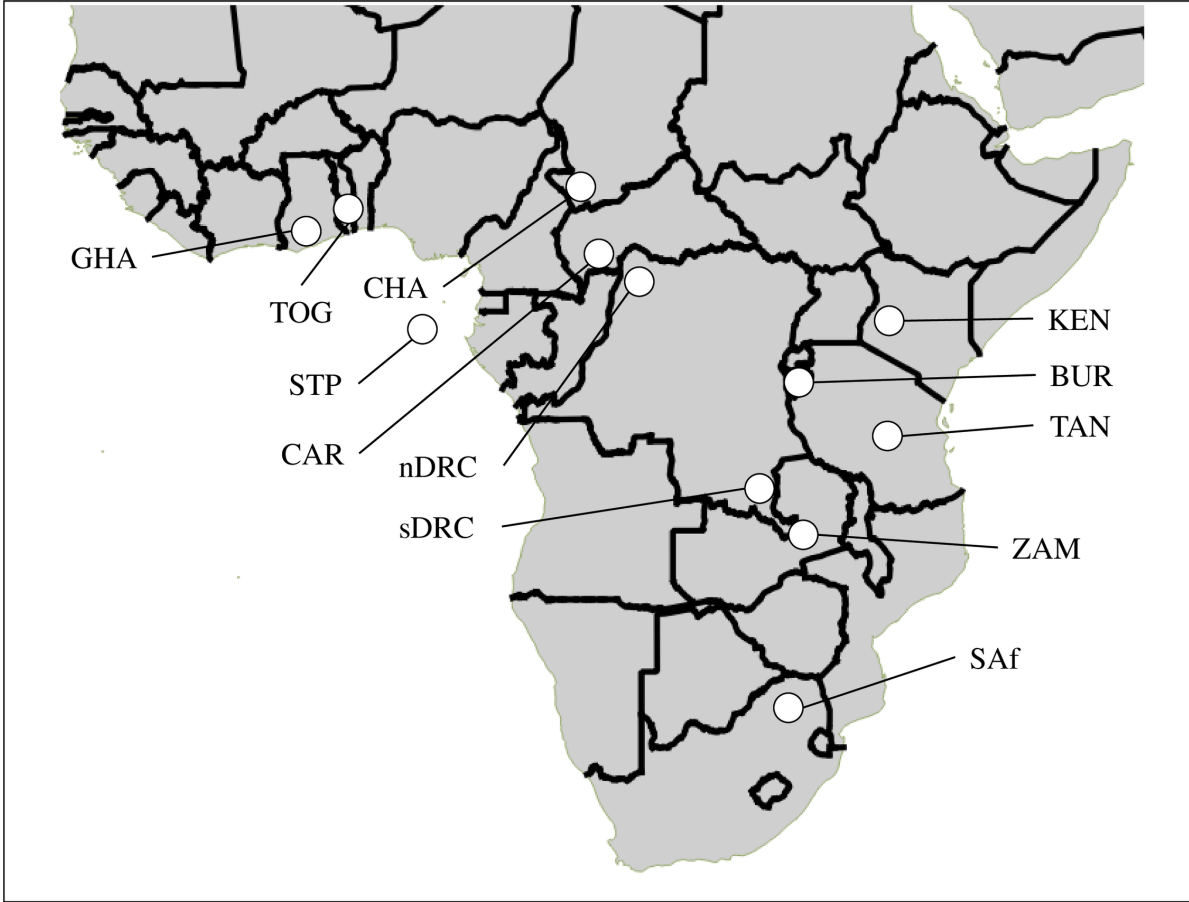 GHA
TOG
CHA
STP
CAR
nDRC
sDRC
KEN
BUR
TAN
ZAM
SAf